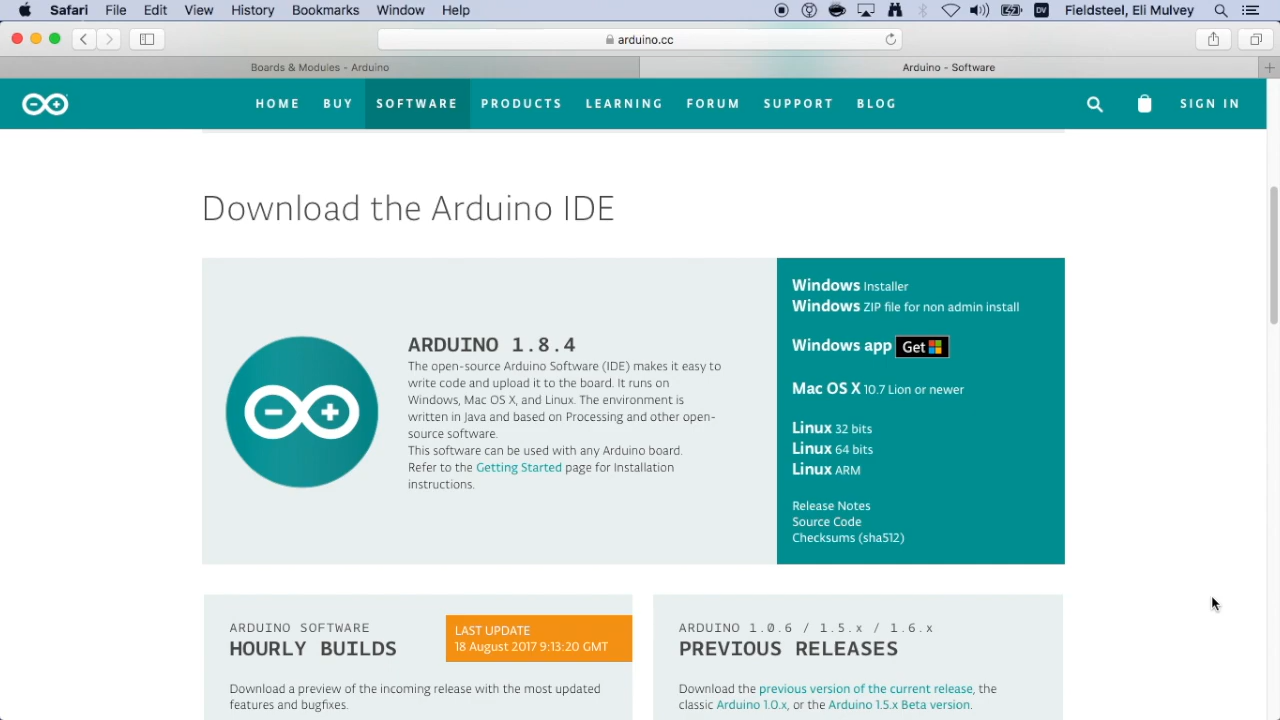 Safari File Edit View History Bookmarks Window Help
DV
Fieldsteel, Eli Mulvey
arduino.cc
Boards & Modules - Arduino
Arduino - Software
HOME BUY SOFTWARE PRODUCTS LEARNING FORUM SUPPORT BLOG
SIGN IN
Download the Arduino IDE
ARDUINO 1.8.4
The open-source Arduino Software (IDE) makes it easy to
write code and upload it to the board. It runs on
Windows, Mac OS X, and Linux. The environment is
written in Java and based on Processing and other open-
source software.
This software can be used with any Arduino board.
Refer to the Getting Started page for Installation
instructions.
Windows Installer
Windows ZIP file for non admin install
Windows app Get
Mac OS X 10.7 Lion or newer
Linux 32 bits
Linux 64 bits
Linux ARM
Release Notes
Source Code
Checksums (sha512)
ARDUINO SOFTWARE
HOURLY BUILDS
LAST UPDATE
18 August 2017 9:13:20 GMT
Download a preview of the incoming release with the most updated
features and bugfixes.
ARDUINO 1.0.6 / 1.5.x / 1.6.x
PREVIOUS RELEASES
Download the previous version of the current release, the
classic Arduino 1.0.x, or the Arduino 1.5.x Beta version.